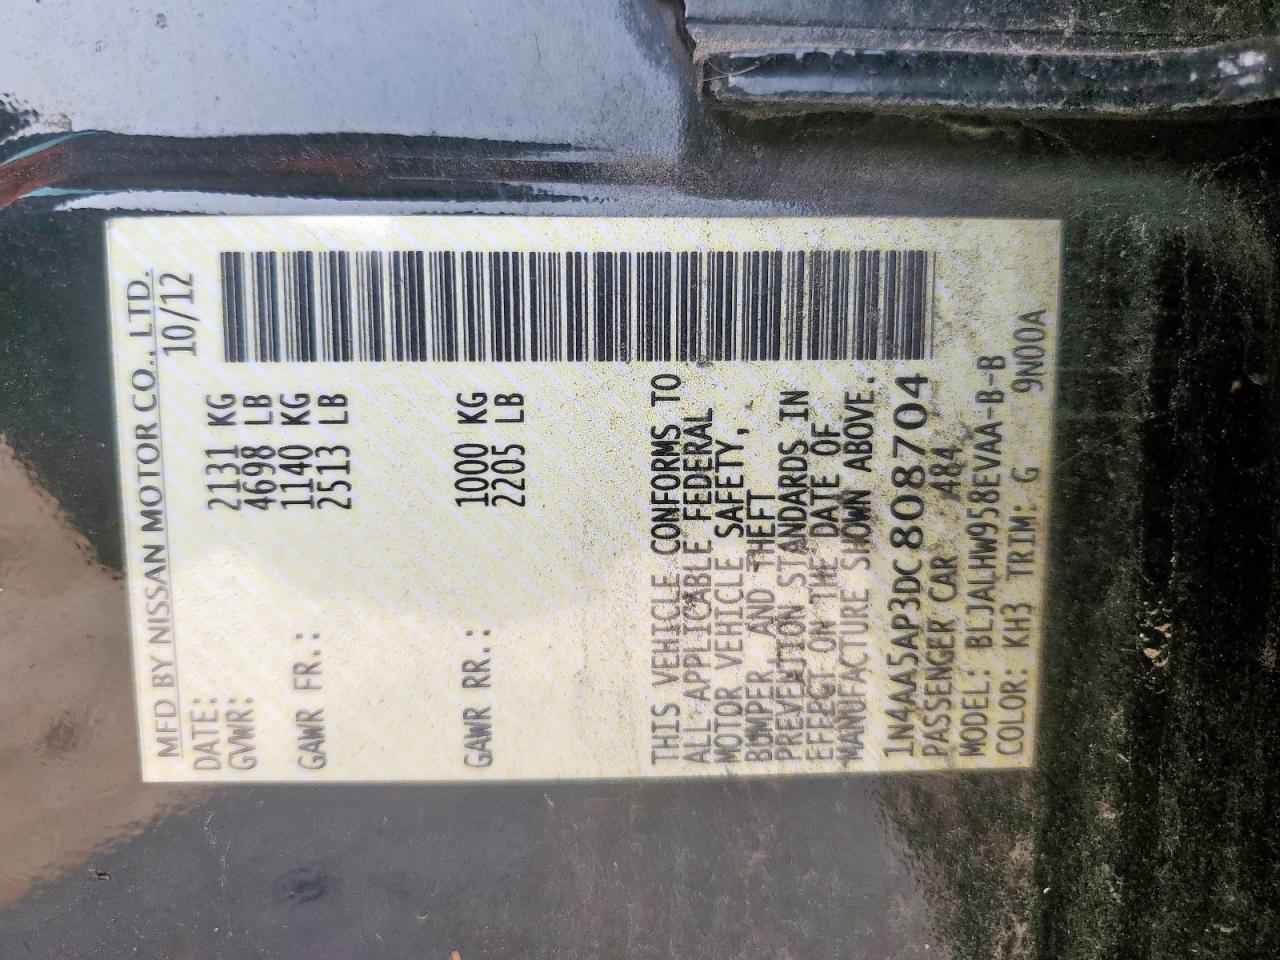 MFD BY NISSAN MOTOR CO., LTD.
DATE: 10/12
GVWR: 2131 KG
4698 LB
GAWR FR.: 1140 KG
2513 LB
GAWR RR.: 1000 KG
2205 LB
THIS VEHICLE CONFORMS TO
ALL APPLICABLE FEDERAL
MOTOR VEHICLE SAFETY,
BUMPER, AND THEFT
PREVENTION STANDARDS IN
EFFECT ON THE DATE OF
MANUFACTURE SHOWN ABOVE.
1N4AA5AP3DC808704
PASSENGER CAR 484
MODEL: BLJALHW958EVAA-B-B
COLOR: KH3 TRIM: G 9N00A